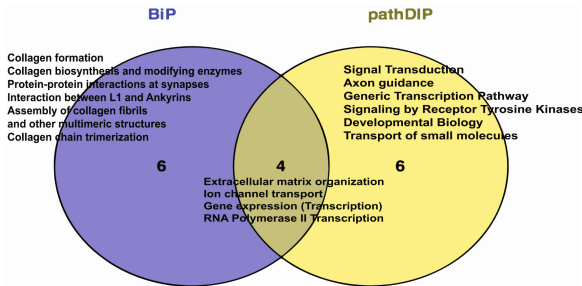 BiP
pathDIP
Collagen formation
Collagen biosynthesis and modifying enzymes
Protein-protein interactions at synapses
Interaction between L1 and Ankyrins
Assembly of collagen fibrils
and other multimeric structures
Collagen chain trimerization
6
4
Extracellular matrix organization
Ion channel transport
Gene expression (Transcription)
RNA Polymerase II Transcription
Signal Transduction
Axon guidance
Generic Transcription Pathway
Signaling by Receptor Tyrosine Kinases
Developmental Biology
Transport of small molecules
6